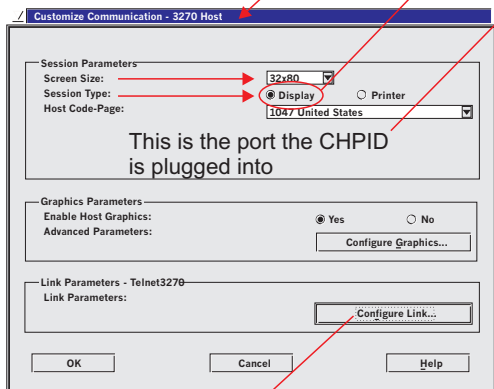 Customize Communication - 3270 Host
Session Parameters
Screen Size: 32x80
Session Type: Display Printer
Host Code-Page: 1047 United States
This is the port the CHPID
is plugged into
Graphics Parameters
Enable Host Graphics: Yes No
Advanced Parameters:
Configure Graphics...
Link Parameters - Telnet3270
Link Parameters:
Configure Link...
OK Cancel Help